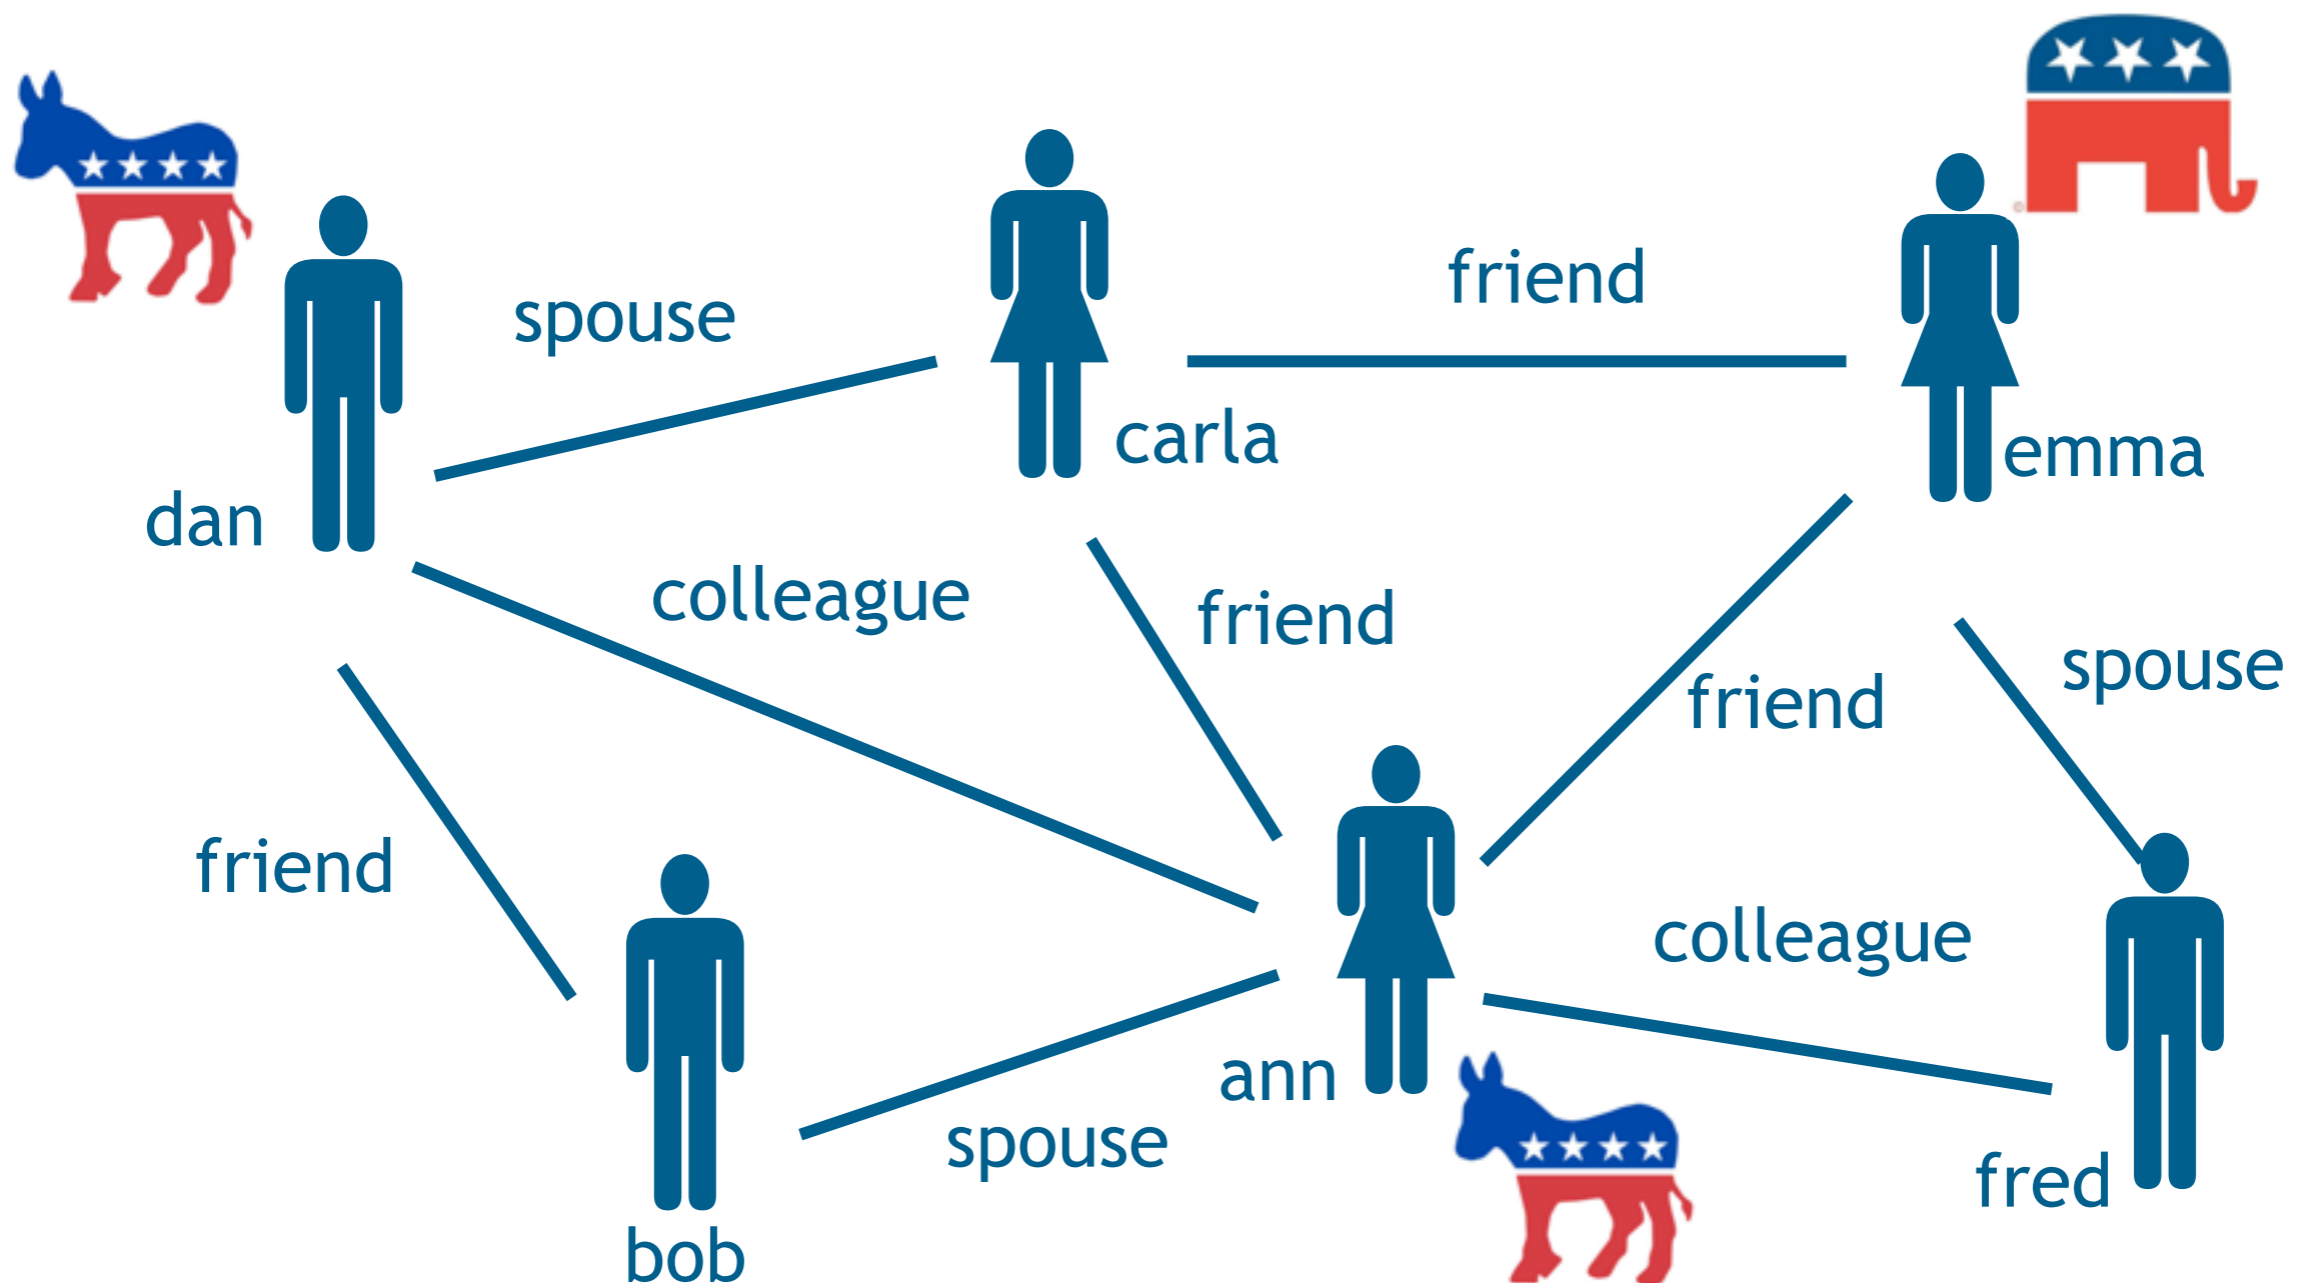 friend
spouse
carla
emma
dan
colleague
friend
spouse
friend
friend
colleague
ann
spouse
fred
bob